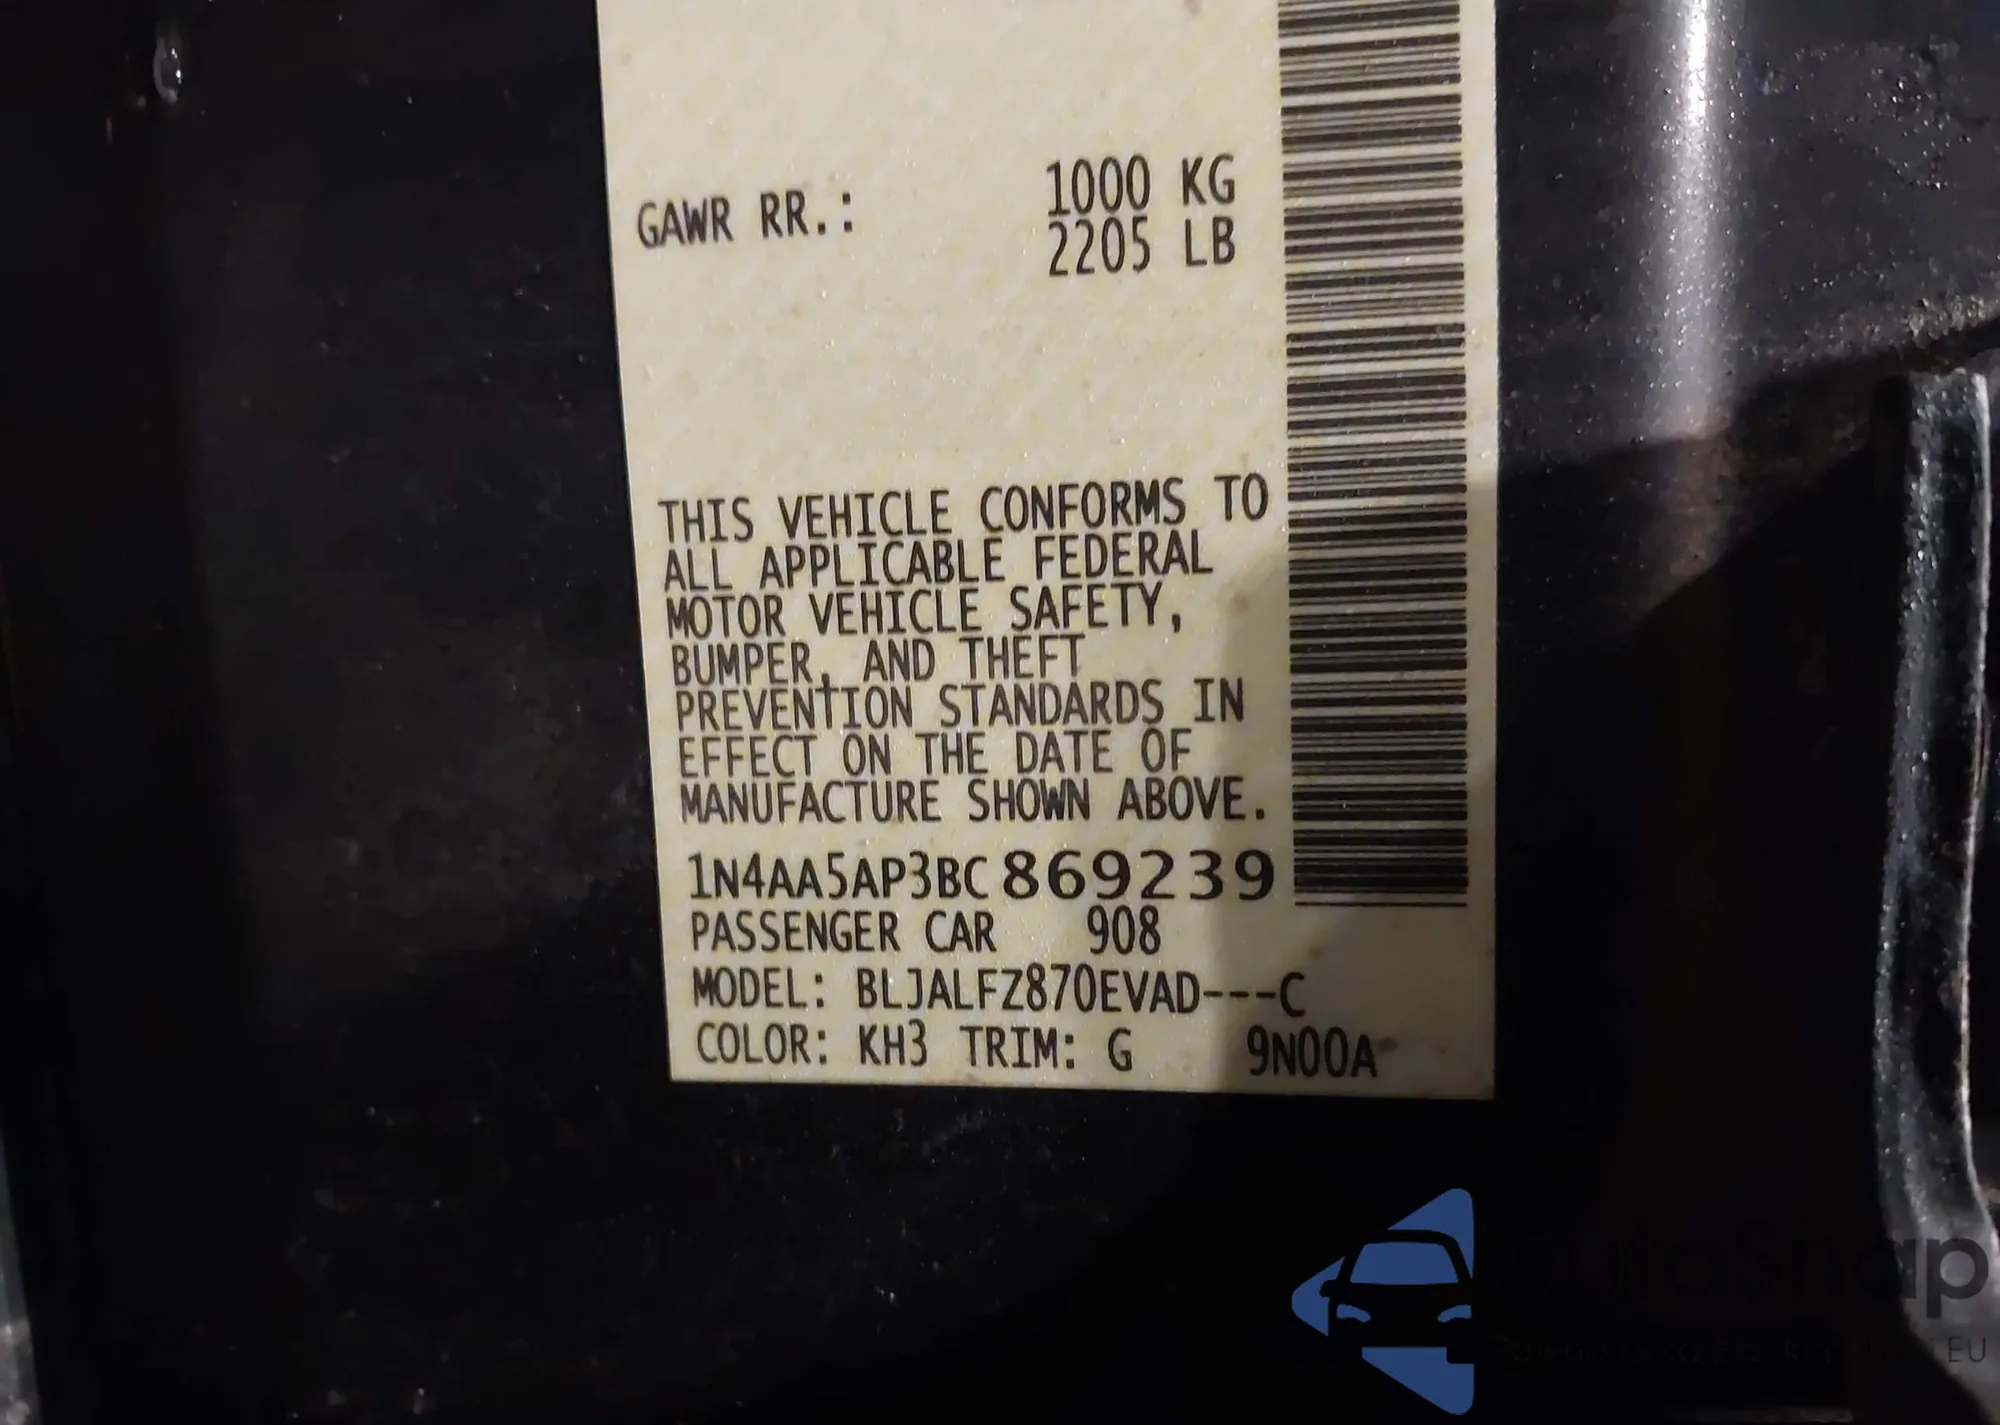 GAWR RR.: 1000 KG
2205 LB
THIS VEHICLE CONFORMS TO
ALL APPLICABLE FEDERAL
MOTOR VEHICLE SAFETY,
BUMPER, AND THEFT
PREVENTION STANDARDS IN
EFFECT ON THE DATE OF
MANUFACTURE SHOWN ABOVE.
1N4AA5AP3BC869239
PASSENGER CAR 908
MODEL: BLJALFZ870EVAD---C
COLOR: KH3 TRIM: G 9N00A
EU